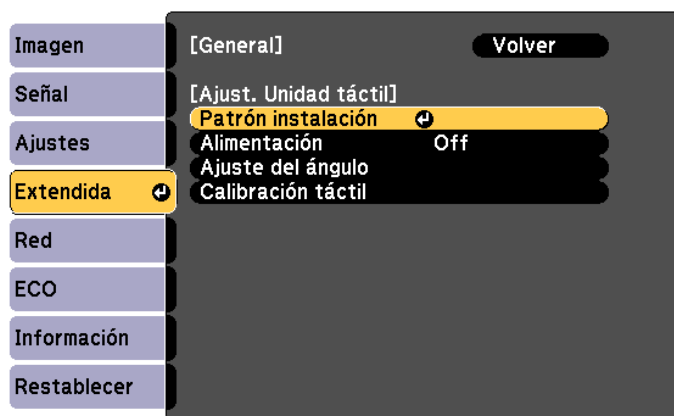 Imagen
Señal
Ajustes
Extendida
Red
ECO
Información
Restablecer
[General] Volver
[Ajust. Unidad táctil]
Patrón instalación
Alimentación Off
Ajuste del ángulo
Calibración táctil